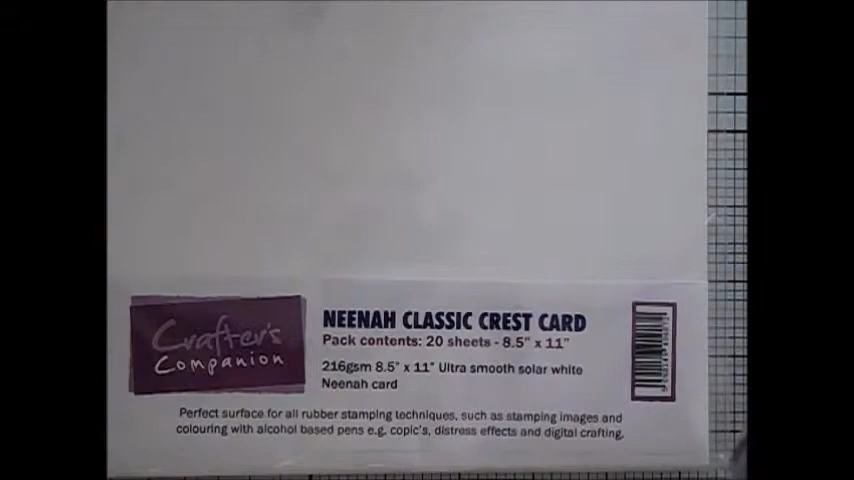 Crafter's
Companion
NEENAH CLASSIC CREST CARD
Pack contents: 20 sheets - 8.5" x 11"
216gsm 8.5" x 11" Ultra smooth solar white
Neenah card
Perfect surface for all rubber stamping techniques, such as stamping images and
colouring with alcohol based pens e.g. copic's, distress effects and digital crafting.